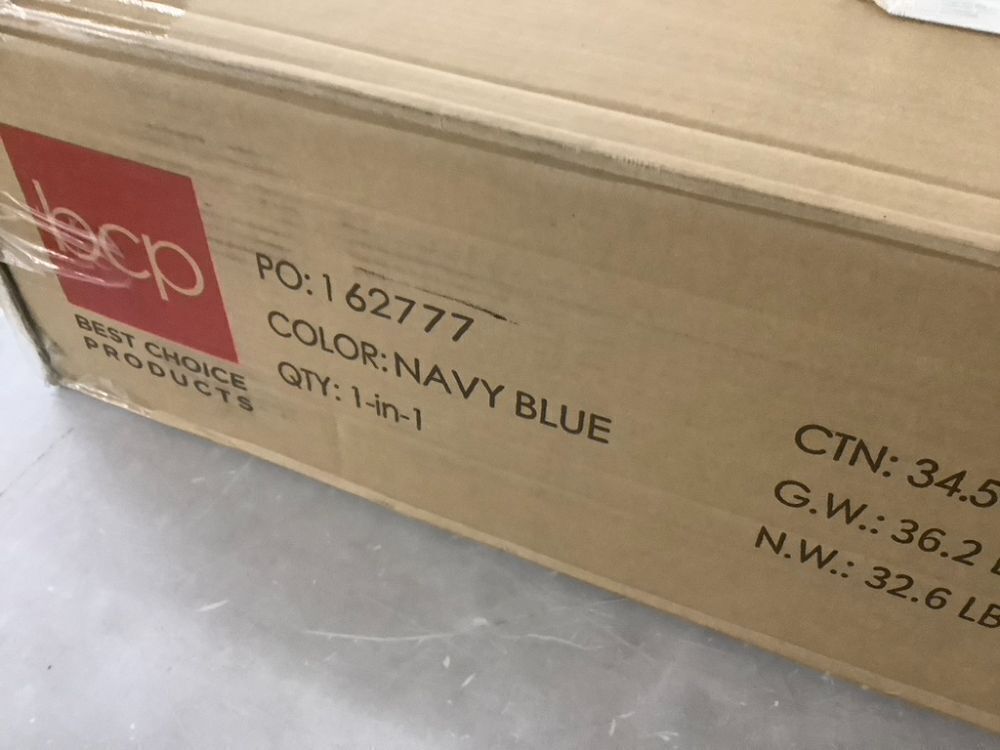 bcp
BEST CHOICE
PRODUCTS
PO: 162777
COLOR: NAVY BLUE
QTY: 1-in-1
CTN: 34.5
G.W.: 36.2 L
N.W.: 32.6 LB